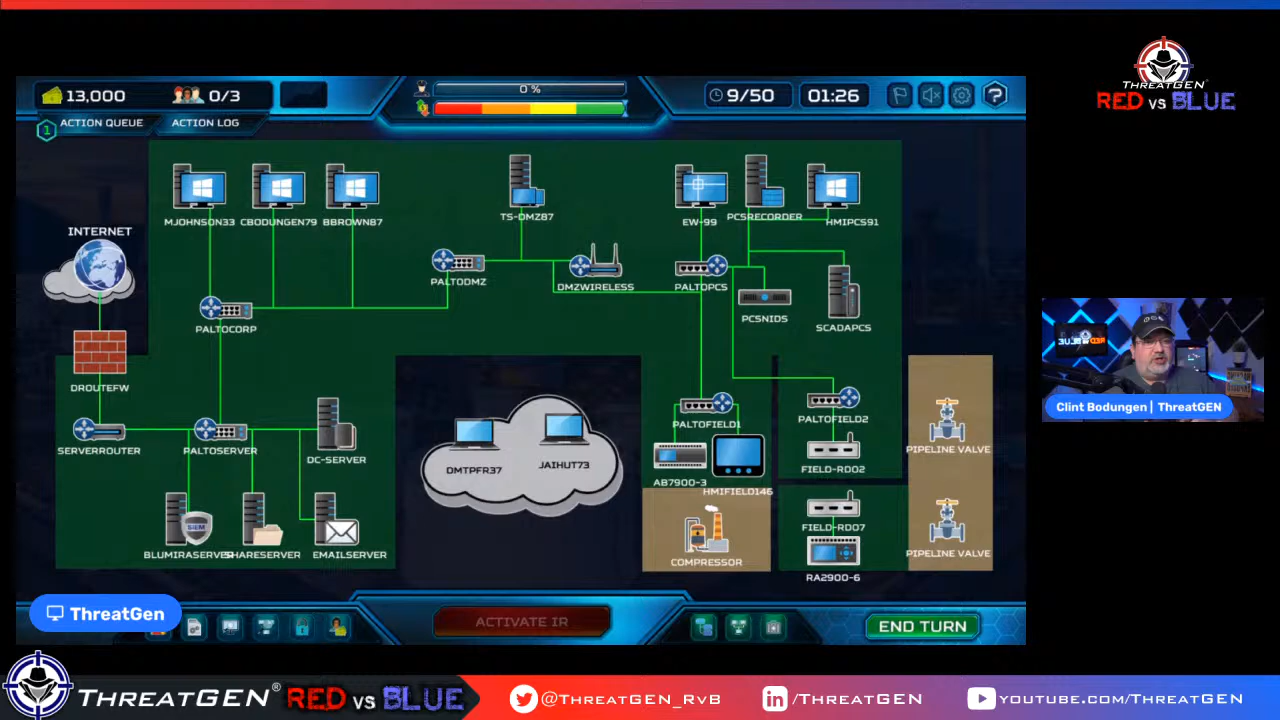 THREATGEN®
RED VS BLUE
13,000
0/3
0 %
9/50
01:26
?
1
ACTION QUEUE
ACTION LOG
MJOHNSON33
CBODUNGEN79
BBROWN87
TS-DMZ87
EW-99
PCSRECORDER
HMIPCS91
INTERNET
PALTODMZ
DMZWIRELESS
PALTOPCS
PALTOCORP
PCSNIDS
SCADAPCS
DROUTEFW
SERVERROUTER
PALTOSERVER
DC-SERVER
DMTPFR37
JAIHUT73
PALTOFIELD1
PALTOFIELD2
PIPELINE VALVE
AB7900-3
HMIFIELD146
FIELD-RD02
SIEM
BLUMIRASERVER
SHARESERVER
EMAILSERVER
COMPRESSOR
FIELD-RD07
RA2900-6
PIPELINE VALVE
Clint Bodungen | ThreatGEN
ThreatGen
ACTIVATE IR
END TURN
THREATGEN® RED VS BLUE
@THREATGEN_RVB
in /THREATGEN
YOUTUBE.COM/THREATGEN